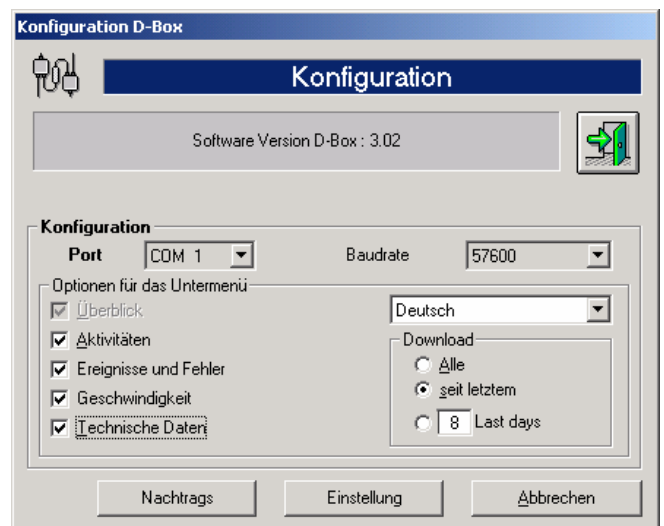 Konfiguration D-Box
Konfiguration
Software Version D-Box : 3.02
Konfiguration
Port COM 1 Baudrate 57600
Optionen für das Untermenü
Überblick
Deutsch
Aktivitäten
Download
Ereignisse und Fehler
Alle
Geschwindigkeit
seit letztem
Technische Daten
8 Last days
Nachtrags Einstellung Abbrechen